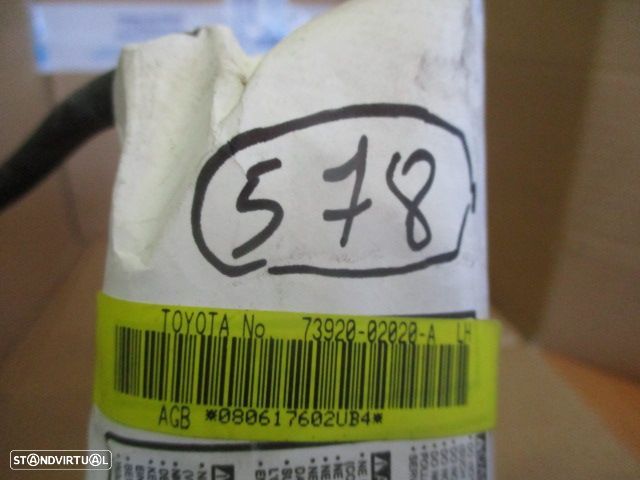 578
TOYOTA No. 73920-02020-A LH
AGB *080617602UB4*
STANDVIRTUAL